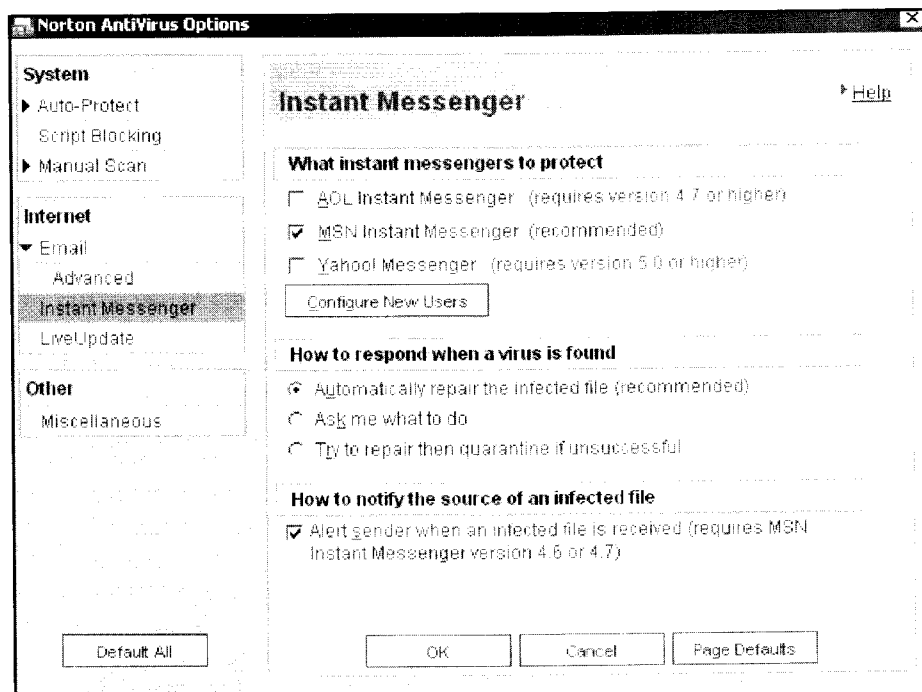 Norton AntiVirus Options
System
Auto-Protect
Script Blocking
Manual Scan
Internet
Email
Advanced
Instant Messenger
LiveUpdate
Other
Miscellaneous
Default All
Instant Messenger
Help
What instant messengers to protect
AOL Instant Messenger (requires version 4.7 or higher)
MSN Instant Messenger (recommended)
Yahoo! Messenger (requires version 5.0 or higher)
Configure New Users
How to respond when a virus is found
Automatically repair the infected file (recommended)
Ask me what to do
Try to repair then quarantine if unsuccessful
How to notify the source of an infected file
Alert sender when an infected file is received (requires MSN
Instant Messenger version 4.6 or 4.7)
OK
Cancel
Page Defaults